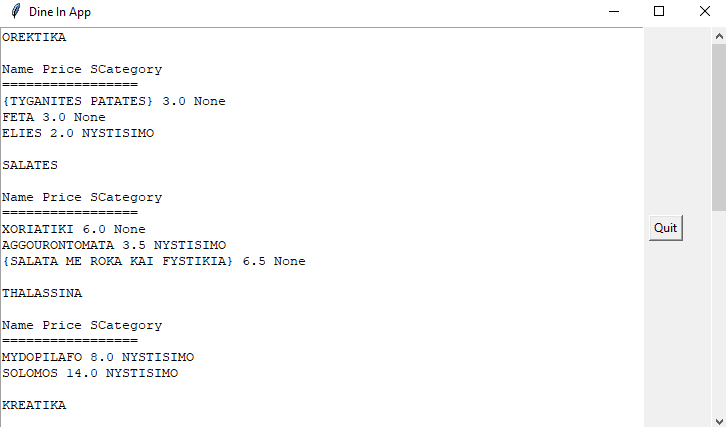 Dine In App
OREKTIKA
Name Price SCategory
=================
{TYGANITES PATATES} 3.0 None
FETA 3.0 None
ELIES 2.0 NYSTISIMO
SALATES
Name Price SCategory
=================
XORIATIKI 6.0 None
AGGOURONTOMATA 3.5 NYSTISIMO
{SALATA ME ROKA KAI FYSTIKIA} 6.5 None
THALASSINA
Name Price SCategory
=================
MYDOPILAFO 8.0 NYSTISIMO
SOLOMOS 14.0 NYSTISIMO
KREATIKA
Quit